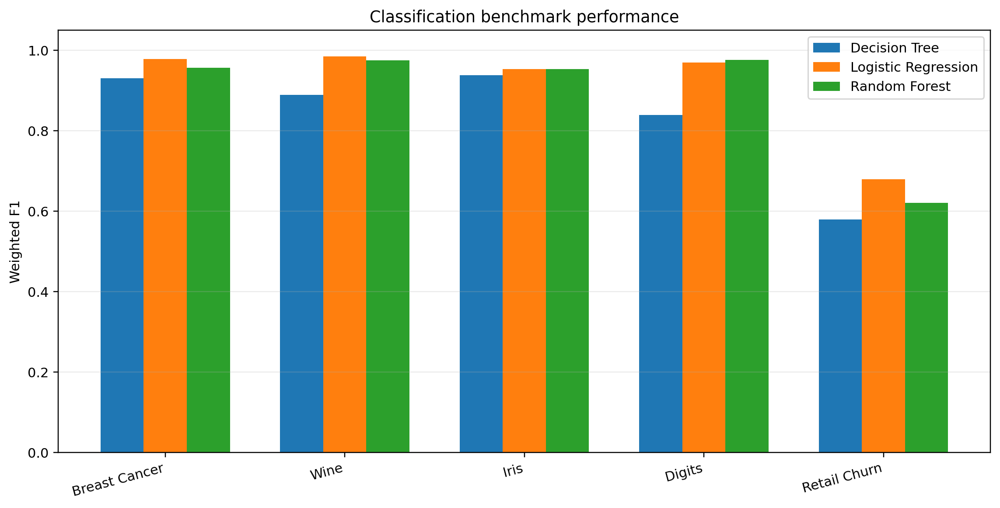 Classification benchmark performance
Decision Tree
Logistic Regression
Random Forest
Weighted F1
1.0
0.8
0.6
0.4
0.2
0.0
Breast Cancer
Wine
Iris
Digits
Retail Churn